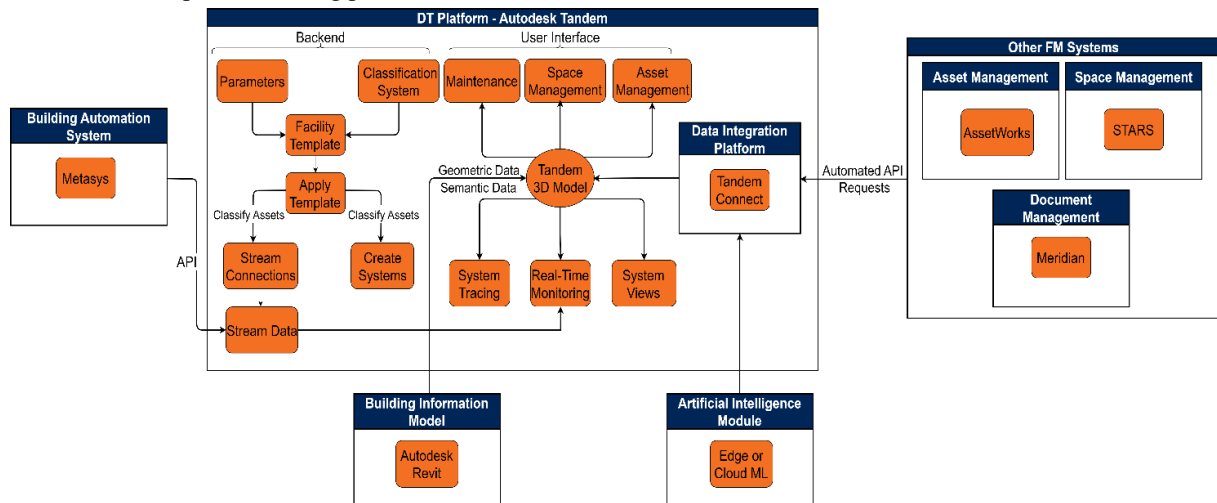 DT Platform - Autodesk Tandem
Backend
User Interface
Parameters
Classification
System
Maintenance
Space
Management
Asset
Management
Facility
Template
Apply
Template
Classify Assets
Classify Assets
Stream
Connections
Create
Systems
Stream Data
Geometric Data
Semantic Data
Tandem
3D Model
System
Tracing
Real-Time
Monitoring
System
Views
Building Automation
System
Metasys
API
Data Integration
Platform
Tandem
Connect
Automated API
Requests
Other FM Systems
Asset Management
AssetWorks
Space Management
STARS
Document
Management
Meridian
Building Information
Model
Autodesk
Revit
Artificial Intelligence
Module
Edge or
Cloud ML